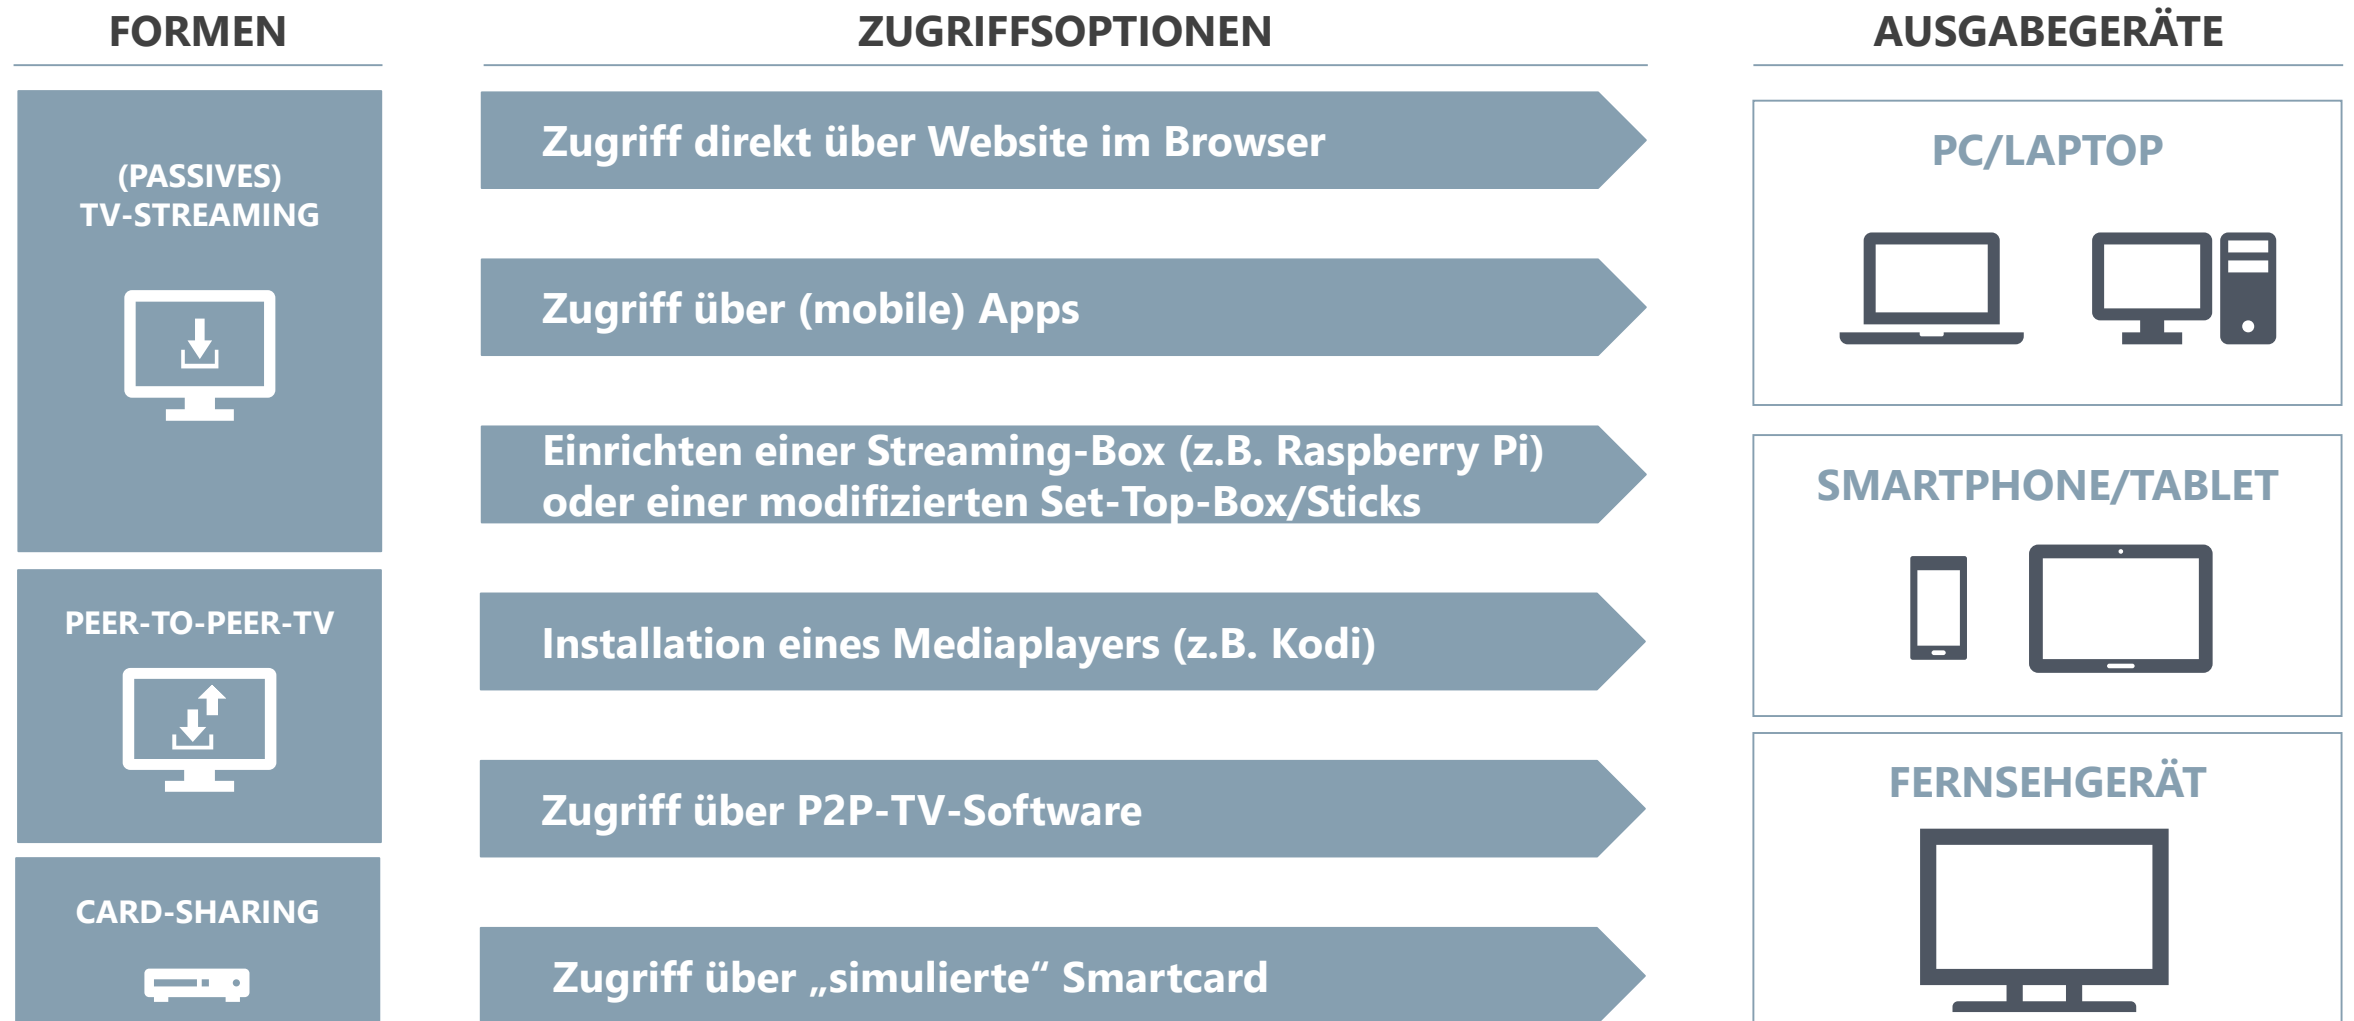 FORMEN
ZUGRIFFSOPTIONEN
AUSGABEGERÄTE
(PASSIVES)
TV-STREAMING
PEER-TO-PEER-TV
CARD-SHARING
Zugriff direkt über Website im Browser
Zugriff über (mobile) Apps
Einrichten einer Streaming-Box (z.B. Raspberry Pi)
oder einer modifizierten Set-Top-Box/Sticks
Installation eines Mediaplayers (z.B. Kodi)
Zugriff über P2P-TV-Software
Zugriff über „simulierte“ Smartcard
PC/LAPTOP
SMARTPHONE/TABLET
FERNSEHGERÄT